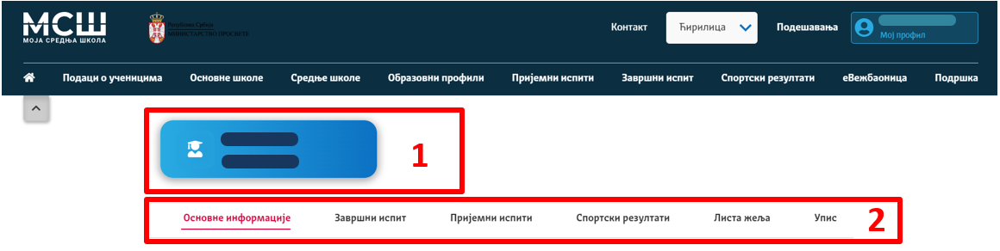 МСШ
МОЈА СРЕДЊА ШКОЛА
Република Србија
МИНИСТАРСТВО ПРОСВЕТЕ
Контакт
Ћирилица
Подешавања
Мој профил
Подаци о ученицима
Основне школе
Средње школе
Образовни профили
Пријемни испити
Завршни испит
Спортски резултати
еВежбаоница
Подршка
1
Основне информације
Завршни испит
Пријемни испити
Спортски резултати
Листа жеља
Упис
2